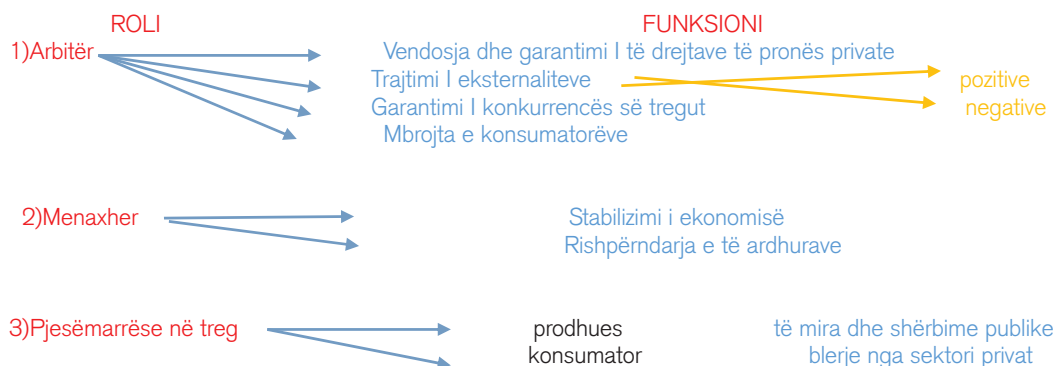 ROLI FUNKSIONI
1)Arbitër Vendosja dhe garantimi I të drejtave të pronës private
Trajtimi I eksternaliteve pozitive
Garantimi I konkurrencës së tregut negative
Mbrojta e konsumatorëve
2)Menaxher Stabilizimi i ekonomisë
Rishpërndarja e të ardhurave
3)Pjesëmarrëse në treg prodhues të mira dhe shërbime publike
konsumator blerje nga sektori privat